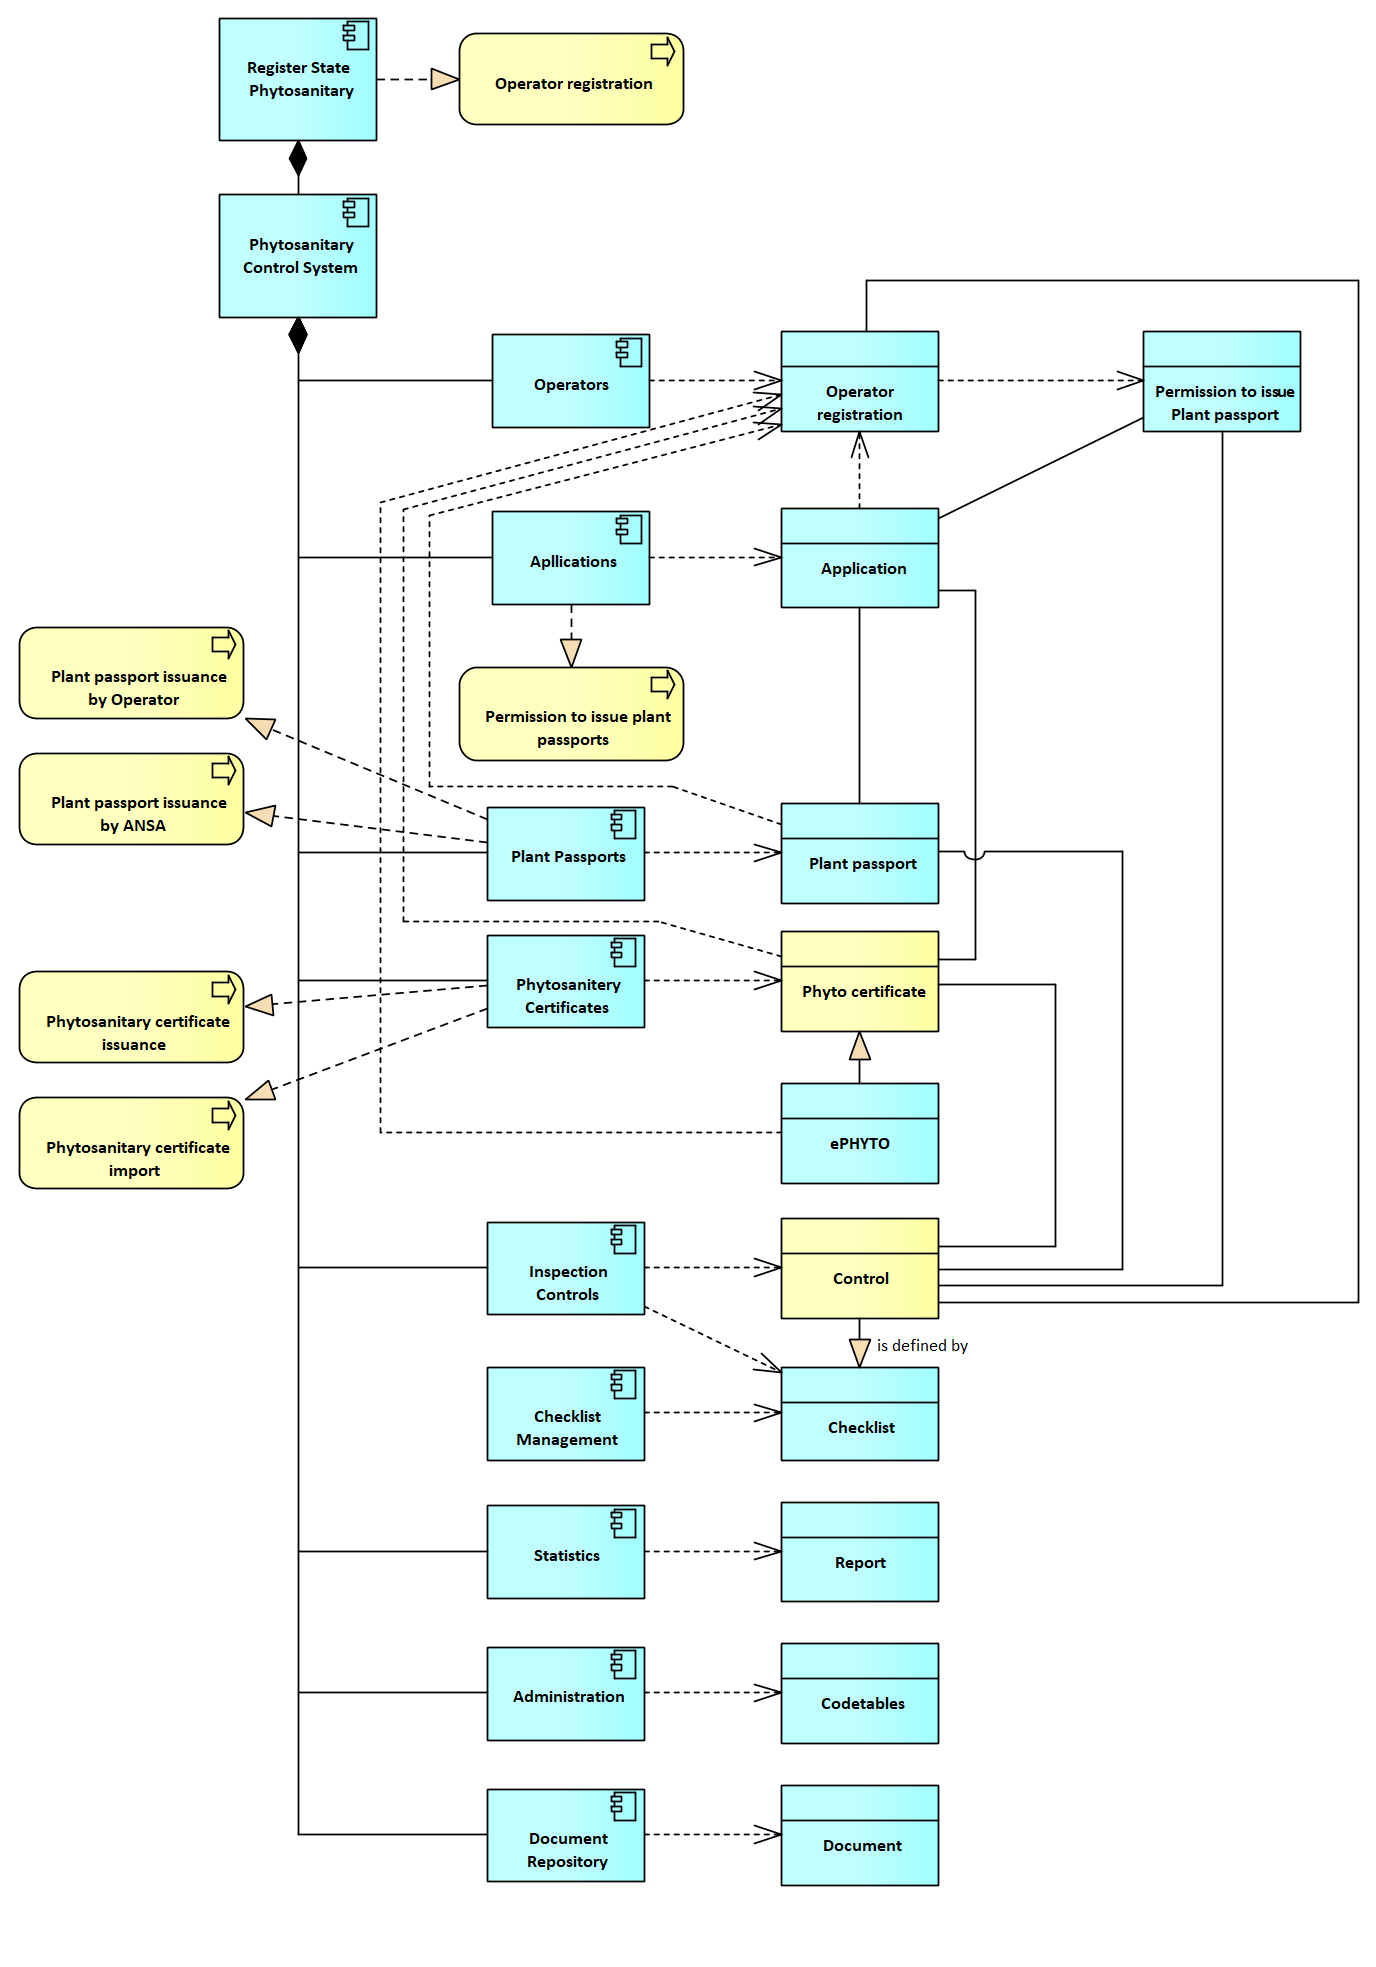 Register State
Phytosanitary
Operator registration
Phytosanitary
Control System
Operators
Operator
registration
Permission to issue
Plant passport
Apllications
Application
Plant passport issuance
by Operator
Permission to issue plant
passports
Plant passport issuance
by ANSA
Plant Passports
Plant passport
Phytosanitery
Certificates
Phyto certificate
Phytosanitary certificate
issuance
Phytosanitary certificate
import
ePHYTO
Inspection
Controls
Control
is defined by
Checklist
Management
Checklist
Statistics
Report
Administration
Codetables
Document
Repository
Document